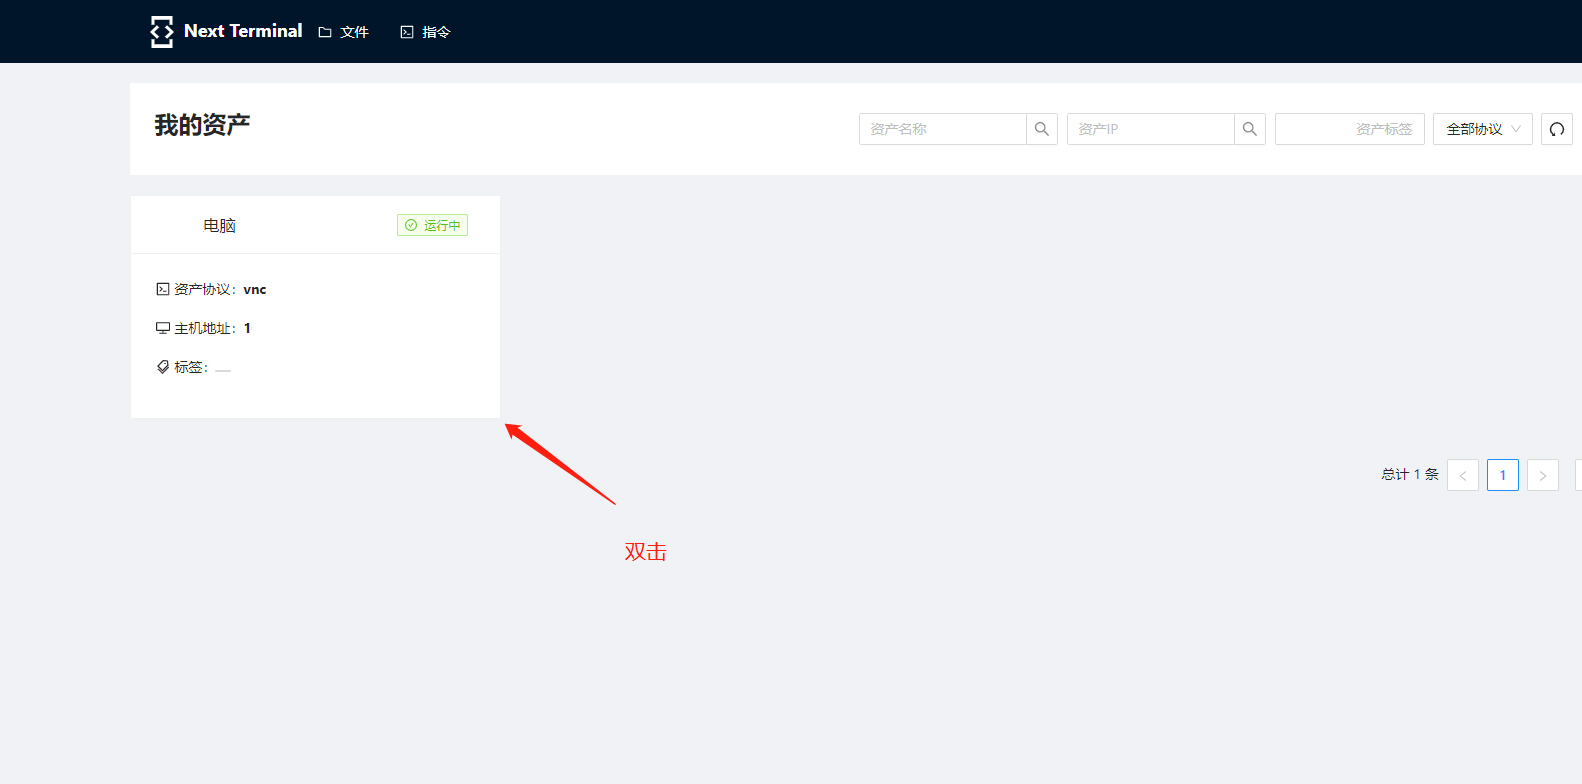 Next Terminal 文件 指令
我的资产
资产名称 资产IP 资产标签 全部协议
电脑 运行中
资产协议：vnc
主机地址：1
标签：
总计 1 条 < 1 >
双击